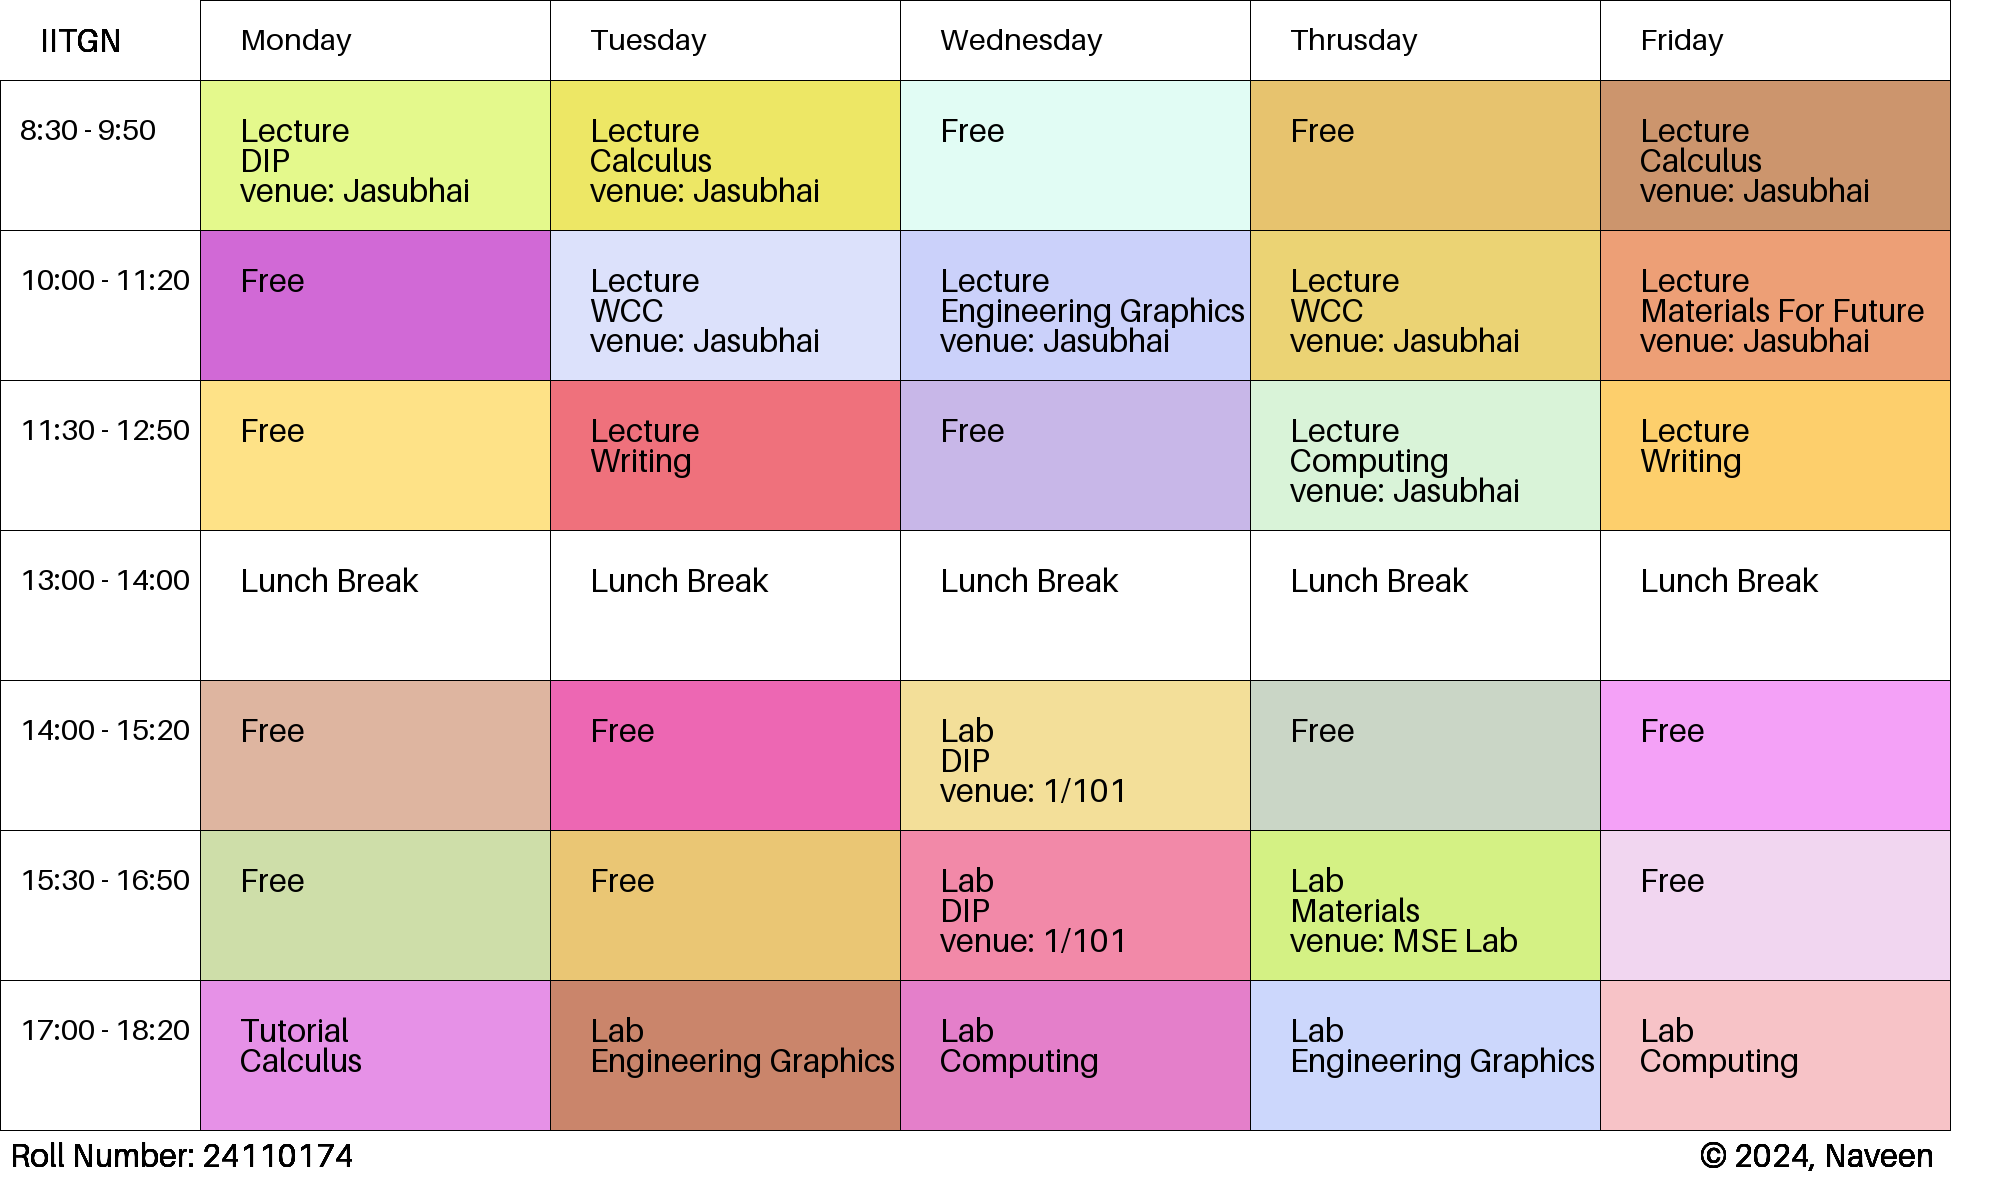 IITGN
Monday
Tuesday
Wednesday
Thrusday
Friday
8:30 - 9:50
Lecture
DIP
venue: Jasubhai
Lecture
Calculus
venue: Jasubhai
Free
Free
Lecture
Calculus
venue: Jasubhai
10:00 - 11:20
Free
Lecture
WCC
venue: Jasubhai
Lecture
Engineering Graphics
venue: Jasubhai
Lecture
WCC
venue: Jasubhai
Lecture
Materials For Future
venue: Jasubhai
11:30 - 12:50
Free
Lecture
Writing
Free
Lecture
Computing
venue: Jasubhai
Lecture
Writing
13:00 - 14:00
Lunch Break
Lunch Break
Lunch Break
Lunch Break
Lunch Break
14:00 - 15:20
Free
Free
Lab
DIP
venue: 1/101
Free
Free
15:30 - 16:50
Free
Free
Lab
DIP
venue: 1/101
Lab
Materials
venue: MSE Lab
Free
17:00 - 18:20
Tutorial
Calculus
Lab
Engineering Graphics
Lab
Computing
Lab
Engineering Graphics
Lab
Computing
Roll Number: 24110174
© 2024, Naveen